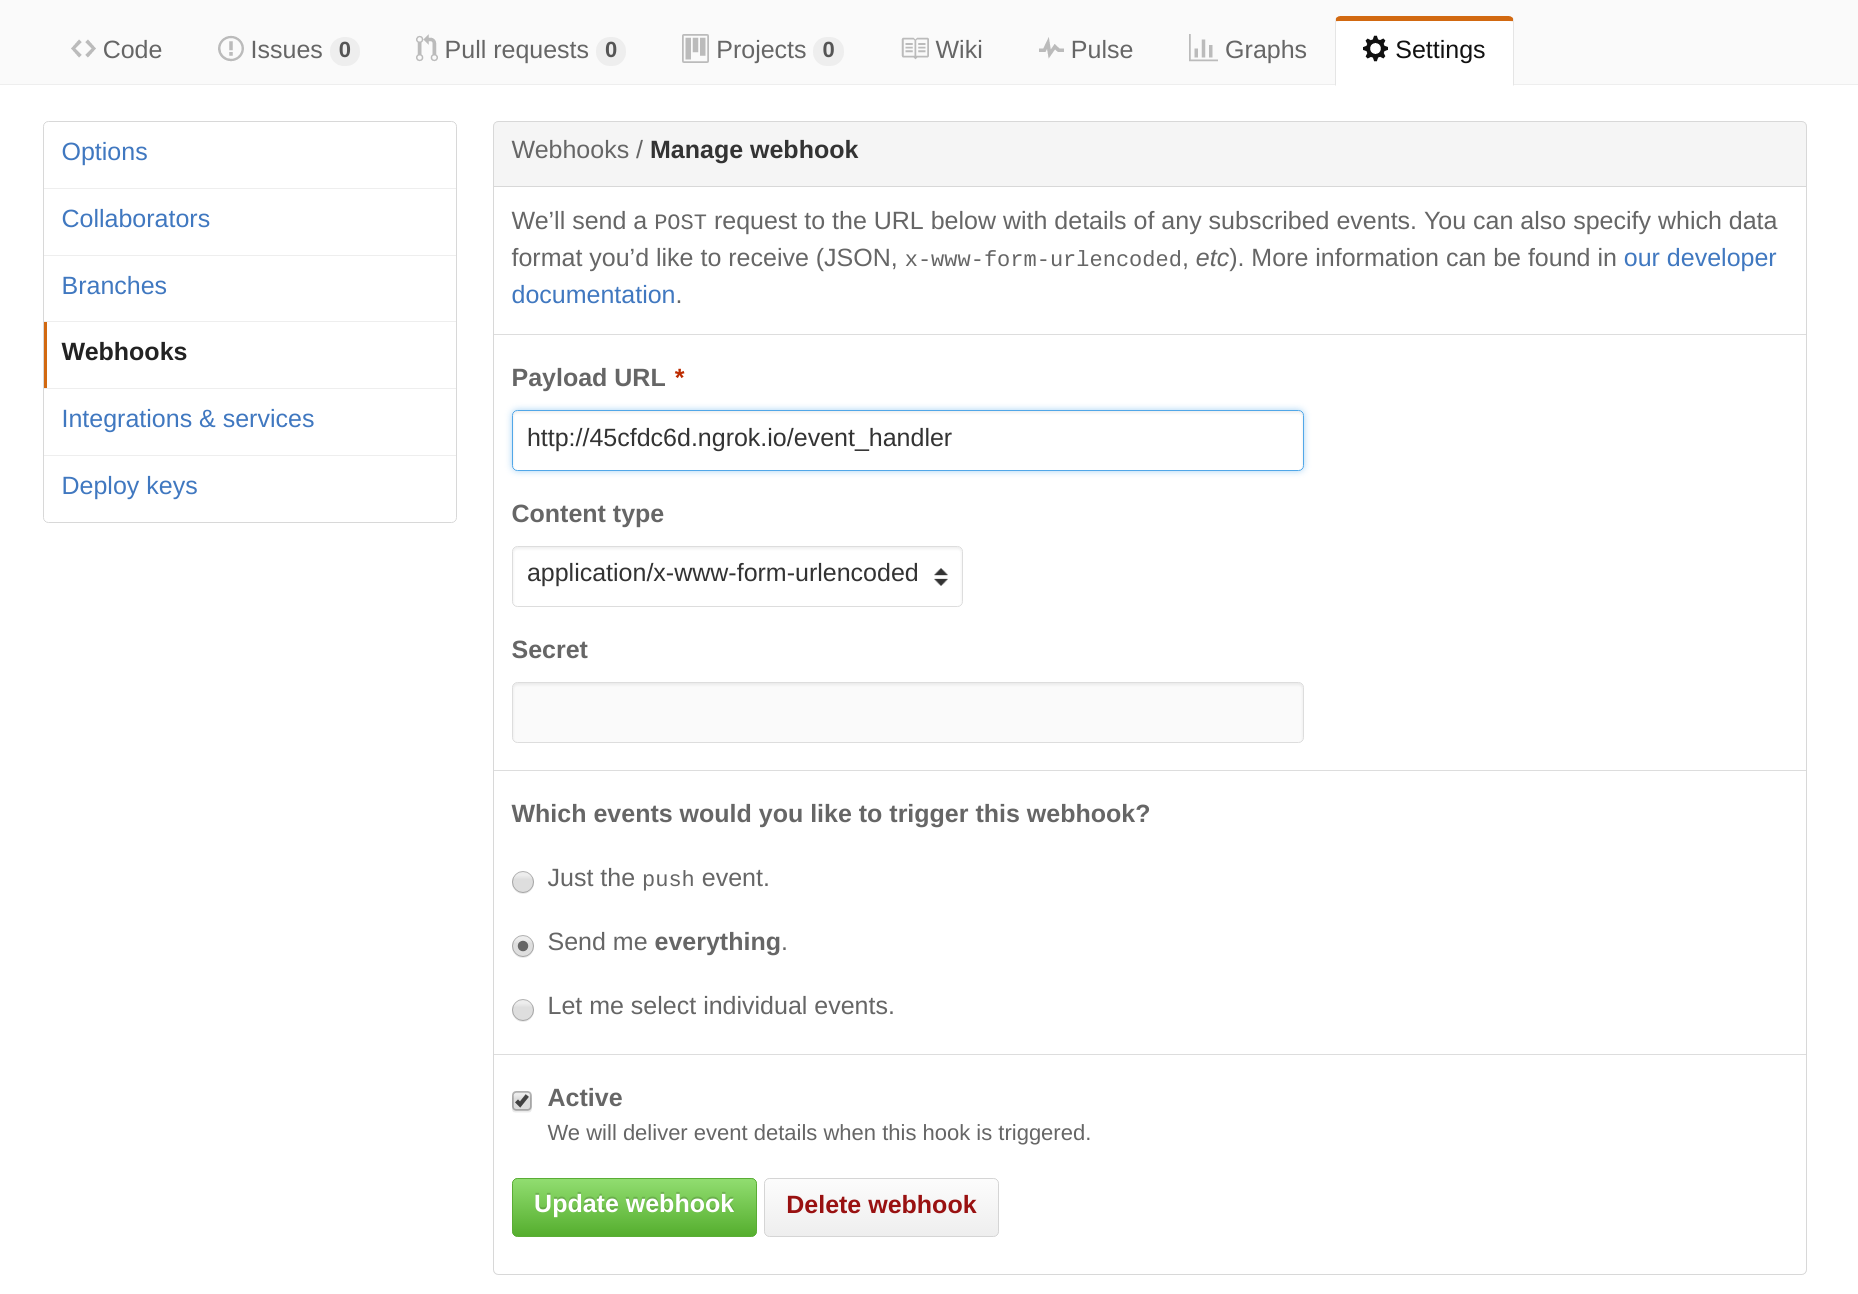 Code Issues 0 Pull requests 0 Projects 0 Wiki Pulse Graphs Settings
Options
Collaborators
Branches
Webhooks
Integrations & services
Deploy keys
Webhooks / Manage webhook
We’ll send a POST request to the URL below with details of any subscribed events. You can also specify which data
format you’d like to receive (JSON, x-www-form-urlencoded, etc). More information can be found in our developer
documentation.
Payload URL *
http://45cfdc6d.ngrok.io/event_handler
Content type
application/x-www-form-urlencoded
Secret
Which events would you like to trigger this webhook?
Just the push event.
Send me everything.
Let me select individual events.
Active
We will deliver event details when this hook is triggered.
Update webhook Delete webhook